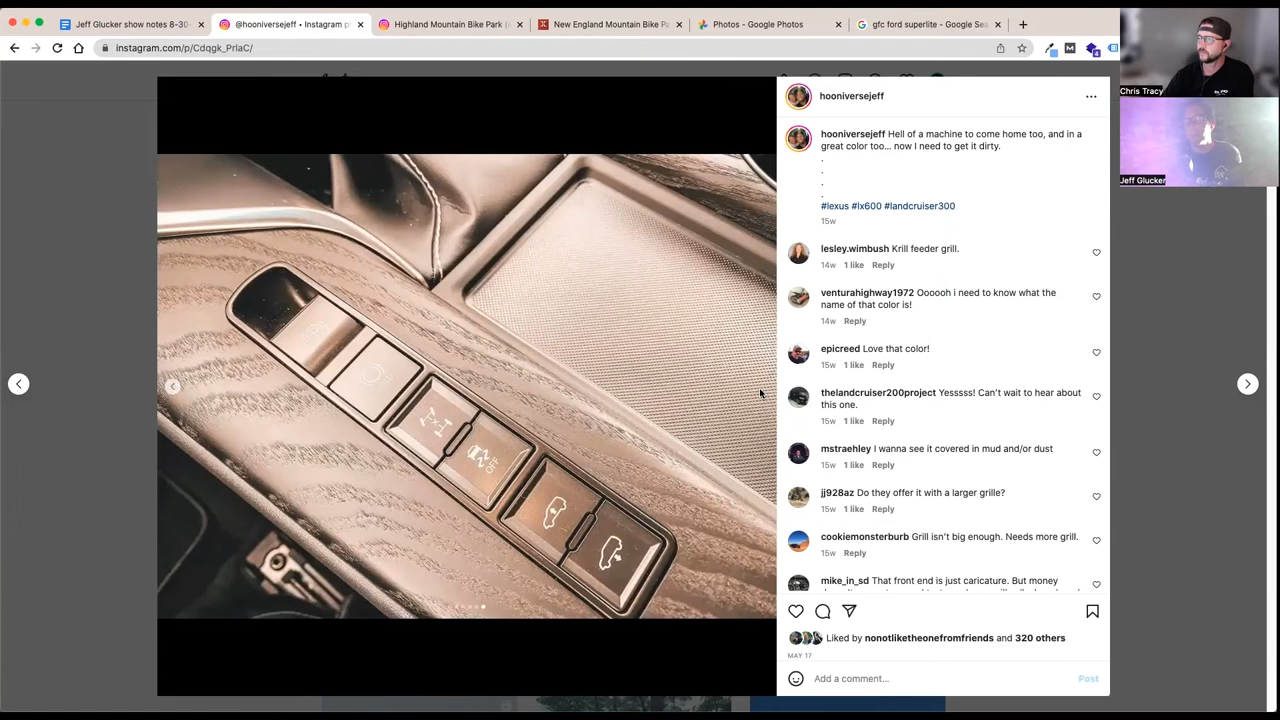 Jeff Glucker show notes 8-30-
@hooniversejeff • Instagram p
Highland Mountain Bike Park (
New England Mountain Bike Pa
Photos - Google Photos
gfc ford superlite - Google Sea
instagram.com/p/Cdqgk_PrlaC/
Chris Tracy
Jeff Glucker
hooniversejeff
hooniversejeff Hell of a machine to come home too, and in a
great color too... now I need to get it dirty.
.
.
.
.
#lexus #lx600 #landcruiser300
15w
lesley.wimbush Krill feeder grill.
14w 1 like Reply
venturahighway1972 Oooooh i need to know what the
name of that color is!
14w Reply
epicreed Love that color!
15w 1 like Reply
thelandcruiser200project Yesssss! Can't wait to hear about
this one.
15w 1 like Reply
mstraehley I wanna see it covered in mud and/or dust
15w 1 like Reply
jj928az Do they offer it with a larger grille?
15w 1 like Reply
cookiemonsterburb Grill isn't big enough. Needs more grill.
15w Reply
mike_in_sd That front end is just caricature. But money
Liked by nonotliketheonefromfriends and 320 others
MAY 17
Add a comment...
Post